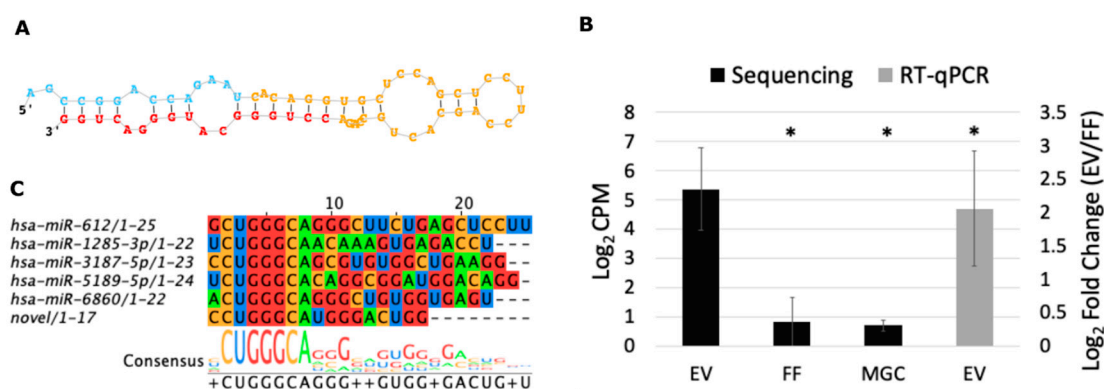 A
AGCCGGACCAGAAUCACAGGUGCUCCAGCUCCUU
5'
3' GGUCAGGGUACGGGUCCA
B
Sequencing RT-qPCR
Log2 CPM
8
7
6
5
4
3
2
1
0
* * *
EV FF MGC EV
3.5
3
2.5
2
1.5
1
0.5
0
Log2 Fold Change (EV/FF)
C
10 20
hsa-miR-612/1-25 GCUGGGCAGGGCUUCUGAGCUCCUU
hsa-miR-1285-3p/1-22 UCUGGGCAACAAAGUGAGACCU---
hsa-miR-3187-5p/1-23 CCUGGGCAGCGUGUGGCUGAAGG--
hsa-miR-5189-5p/1-24 UCUGGGCACAGGCGGAUGGACAGG-
hsa-miR-6860/1-22 ACUGGGCAGGGCUGUGGUGAGU---
novel/1-17 CCUGGGCAUGGGACUGG--------
Consensus
+CUGGGCAGGG++GUGG+GACUG+U